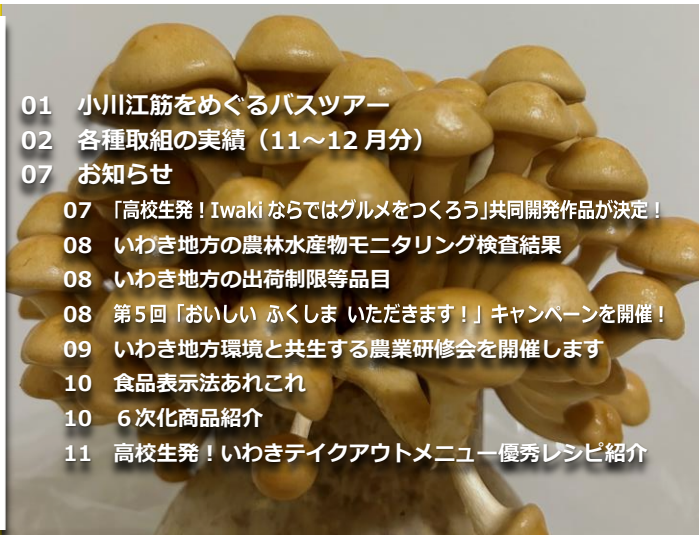 01 小川江筋をめぐるバスツアー
02 各種取組の実績（11～12 月分）
07 お知らせ
07 「高校生発！Iwaki ならではグルメをつくろう」共同開発作品が決定！
08 いわき地方の農林水産物モニタリング検査結果
08 いわき地方の出荷制限等品目
08 第５回「おいしい ふくしま いただきます！」キャンペーンを開催！
09 いわき地方環境と共生する農業研修会を開催します
10 食品表示法あれこれ
10 ６次化商品紹介
11 高校生発！いわきテイクアウトメニュー優秀レシピ紹介